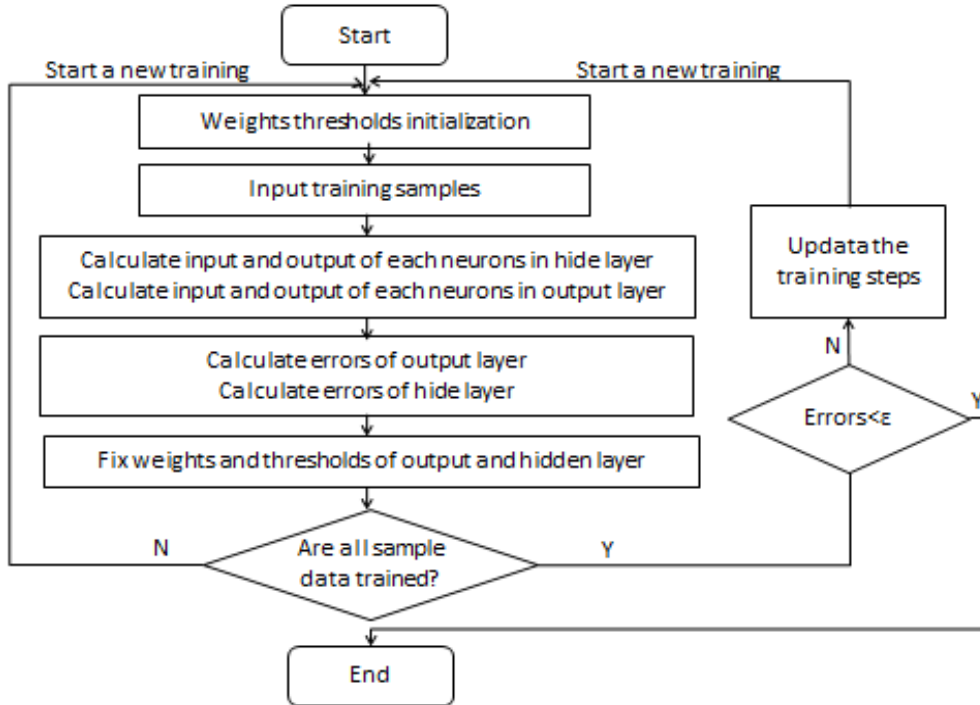 Start
Start a new training
Start a new training
Weights thresholds initialization
Input training samples
Calculate input and output of each neurons in hide layer
Calculate input and output of each neurons in output layer
Updata the
training steps
Calculate errors of output layer
Calculate errors of hide layer
N
Errors<ε
Y
Fix weights and thresholds of output and hidden layer
N
Are all sample
data trained?
Y
End